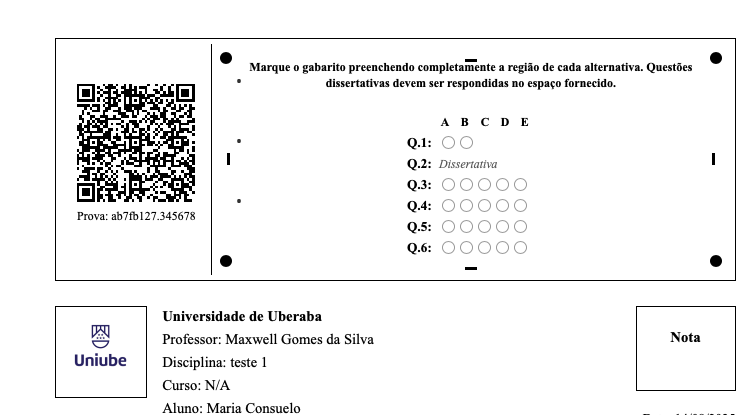 Marque o gabarito preenchendo completamente a região de cada alternativa. Questões
dissertativas devem ser respondidas no espaço fornecido.
A B C D E
Q.1:
Q.2: Dissertativa
Q.3:
Q.4:
Q.5:
Q.6:
Prova: ab7fb127.345678
Uniube
Universidade de Uberaba
Professor: Maxwell Gomes da Silva
Disciplina: teste 1
Curso: N/A
Aluno: Maria Consuelo
Nota